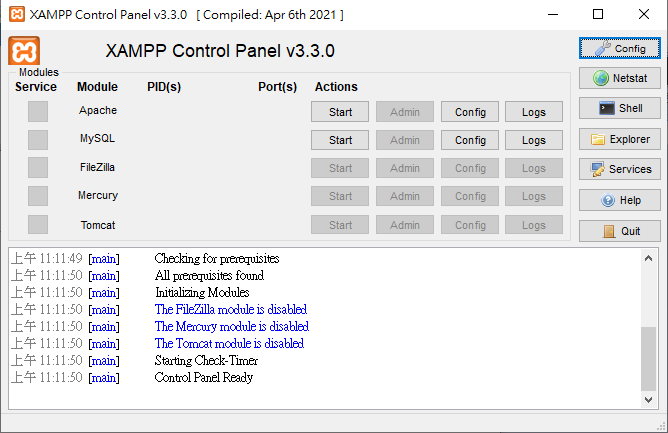 XAMPP Control Panel v3.3.0 [ Compiled: Apr 6th 2021 ]
XAMPP Control Panel v3.3.0
Config
Netstat
Shell
Explorer
Services
Help
Quit
Modules
Service Module PID(s) Port(s) Actions
Apache Start Admin Config Logs
MySQL Start Admin Config Logs
FileZilla Start Admin Config Logs
Mercury Start Admin Config Logs
Tomcat Start Admin Config Logs
上午 11:11:49 [main] Checking for prerequisites
上午 11:11:50 [main] All prerequisites found
上午 11:11:50 [main] Initializing Modules
上午 11:11:50 [main] The FileZilla module is disabled
上午 11:11:50 [main] The Mercury module is disabled
上午 11:11:50 [main] The Tomcat module is disabled
上午 11:11:50 [main] Starting Check-Timer
上午 11:11:50 [main] Control Panel Ready